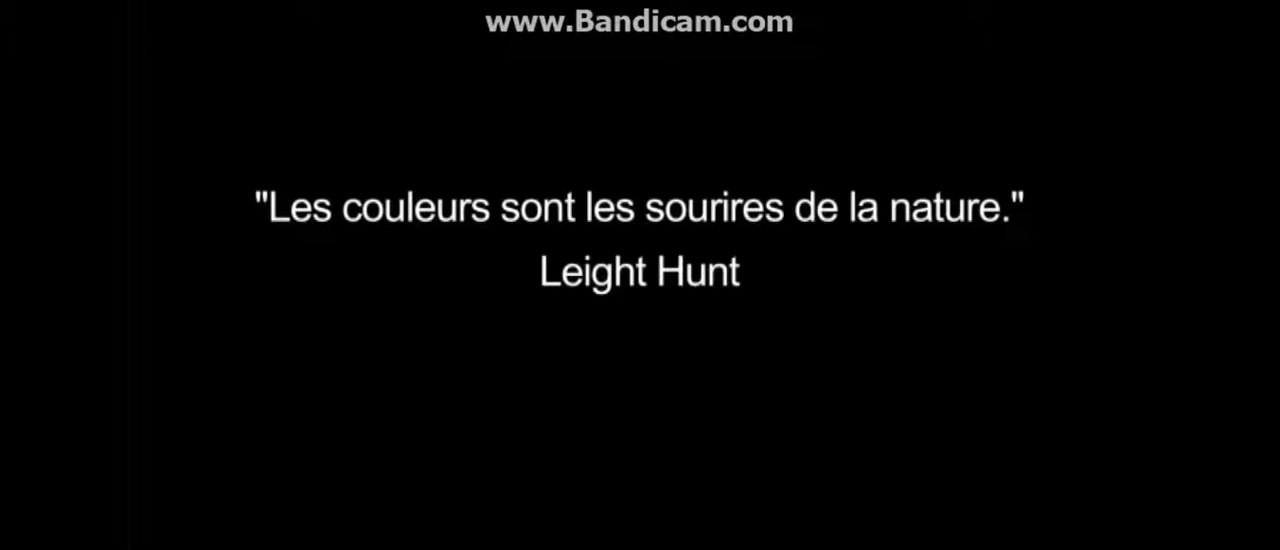 www.Bandicam.com
"Les couleurs sont les sourires de la nature."
Leight Hunt